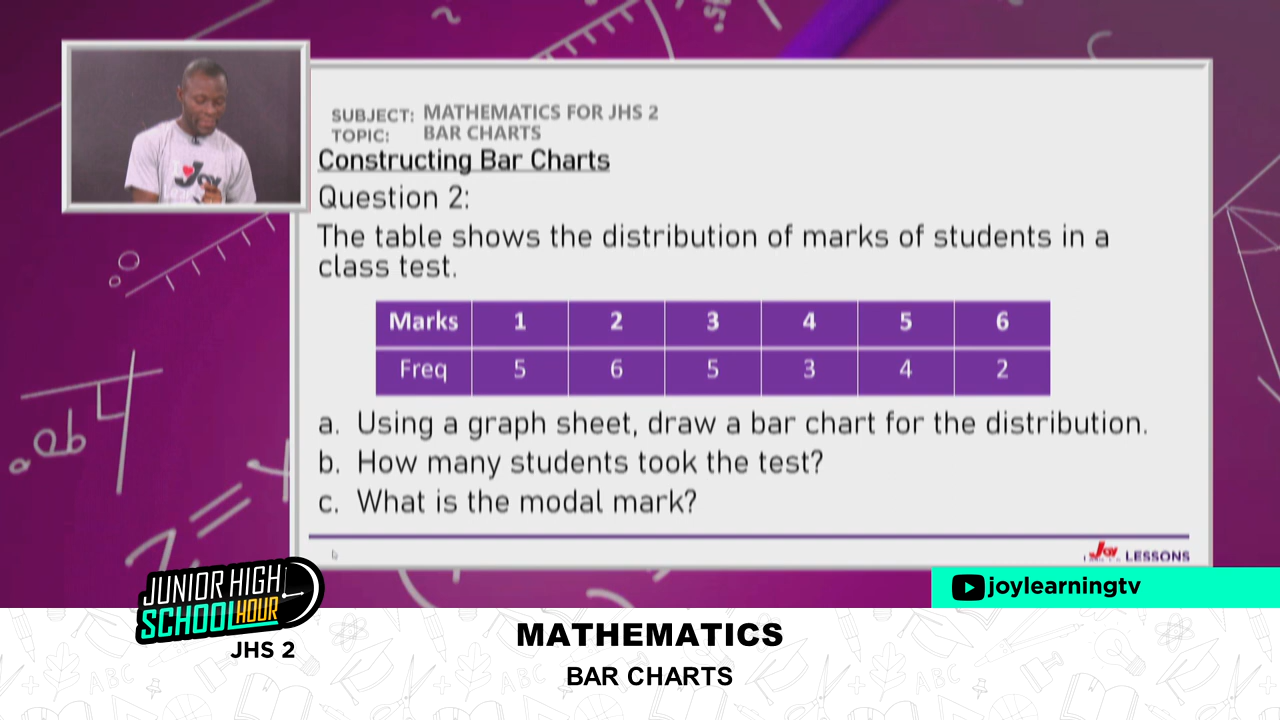 SUBJECT: MATHEMATICS FOR JHS 2
TOPIC: BAR CHARTS
Constructing Bar Charts
Question 2:
The table shows the distribution of marks of students in a
class test.
Marks 1 2 3 4 5 6
Freq 5 6 5 3 4 2
a. Using a graph sheet, draw a bar chart for the distribution.
b. How many students took the test?
c. What is the modal mark?
Joy LESSONS
joylearningtv
JUNIOR HIGH
SCHOOL HOUR
JHS 2
MATHEMATICS
BAR CHARTS